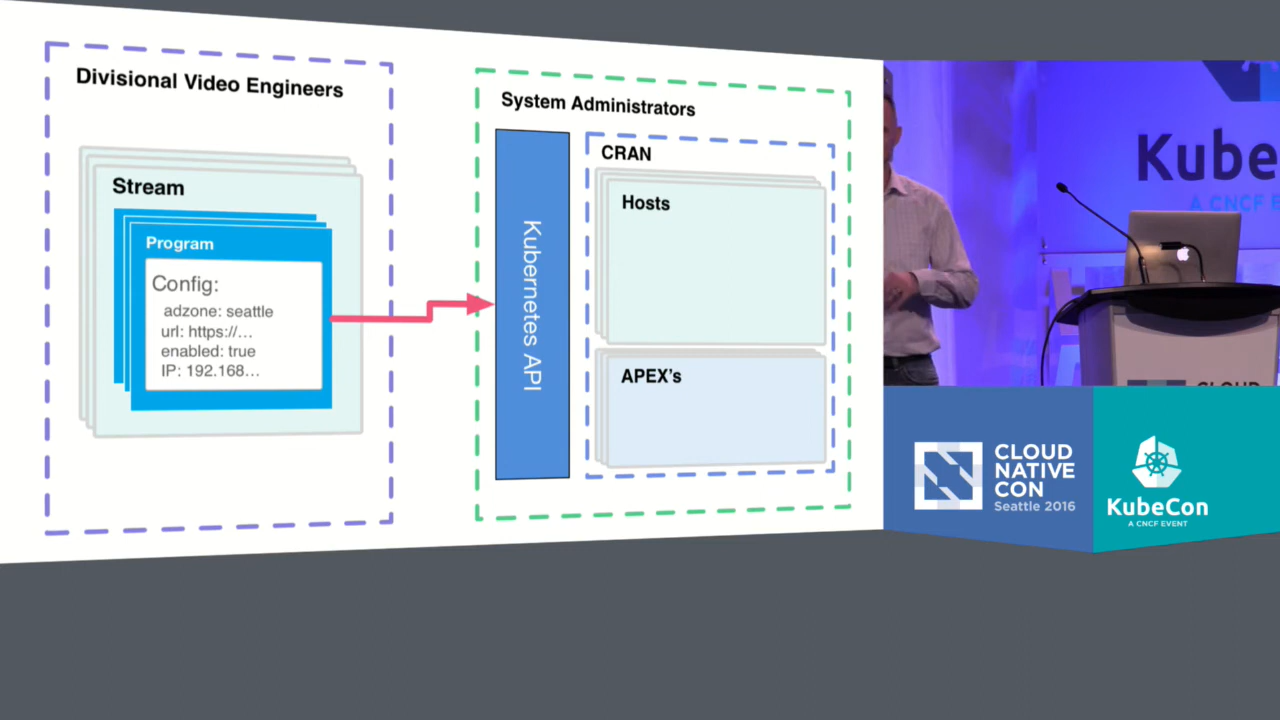 Divisional Video Engineers
Stream
Program
Config:
adzone: seattle
url: https://...
enabled: true
IP: 192.168...
System Administrators
Kubernetes API
CRAN
Hosts
APEX's
Kube
A CNCF E
CLOUD
NATIVE
CON
Seattle 2016
KubeCon
A CNCF EVENT